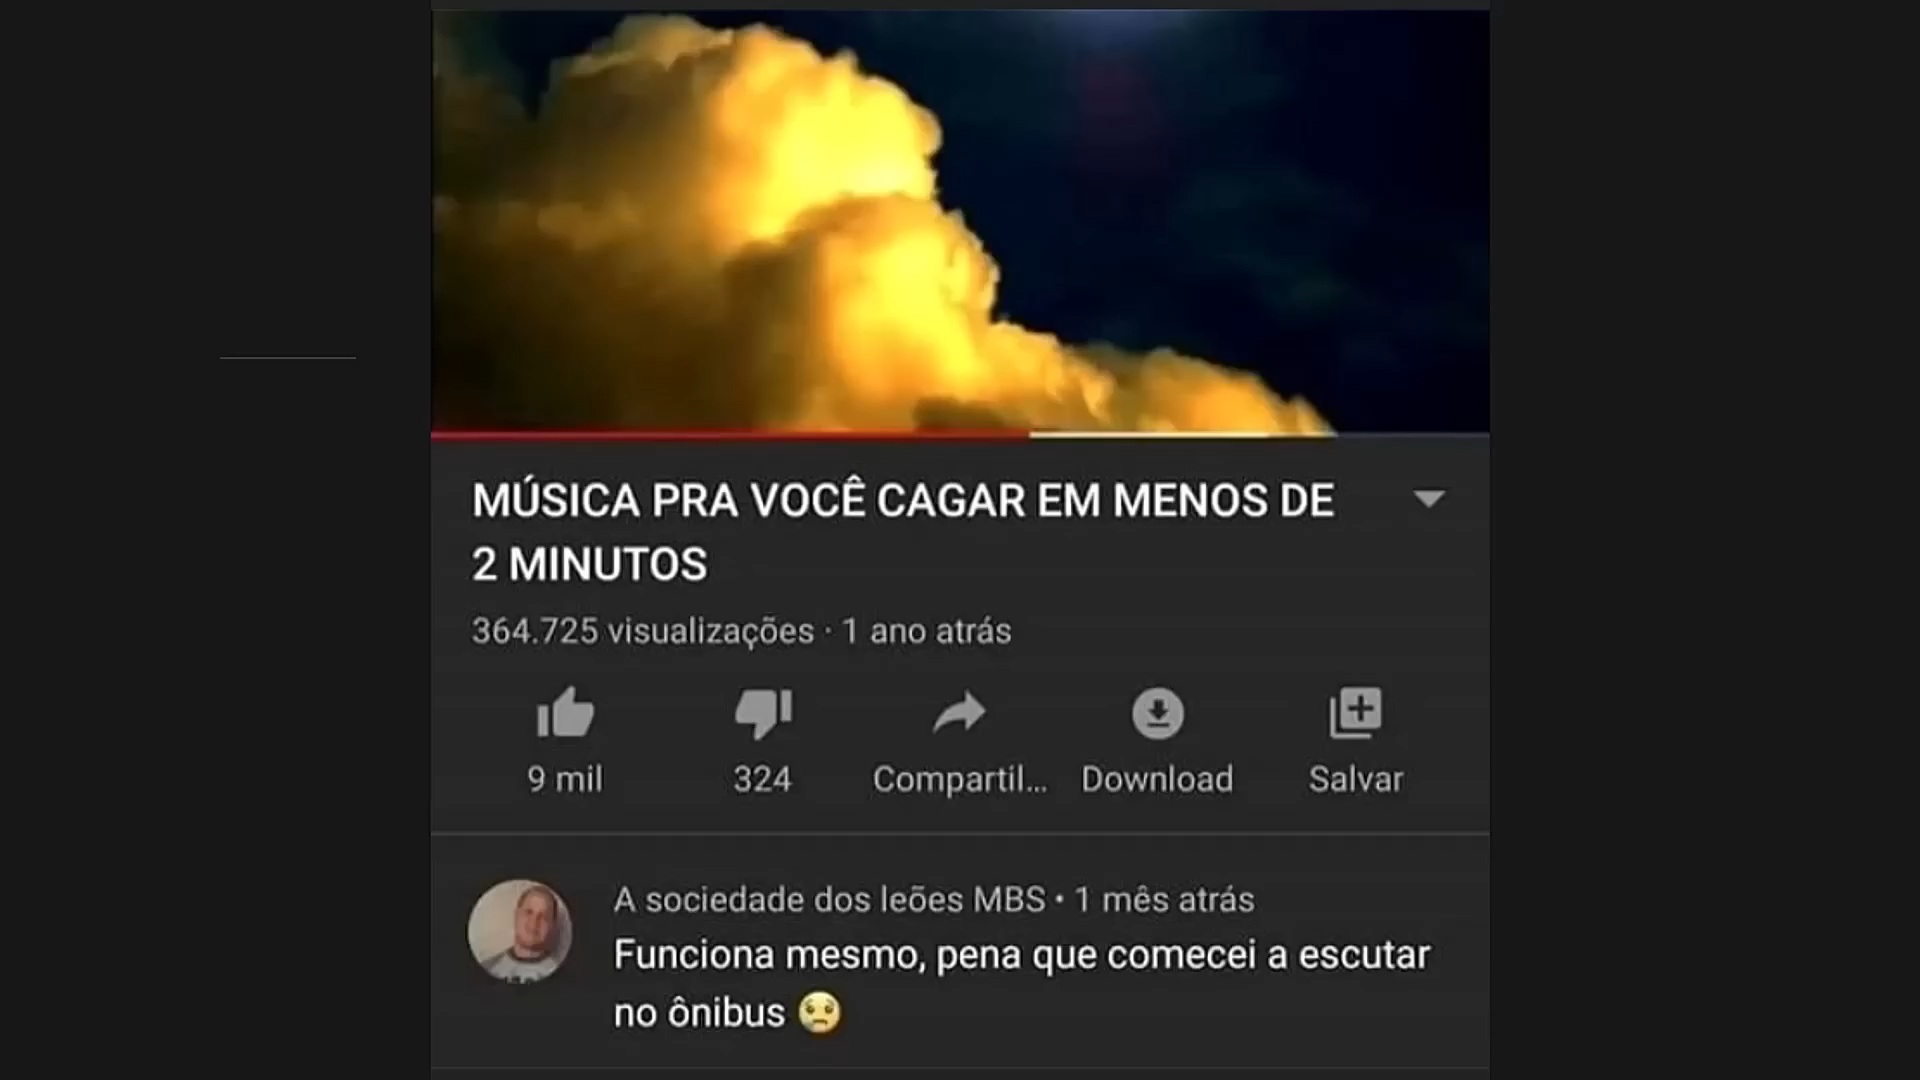 MÚSICA PRA VOCÊ CAGAR EM MENOS DE
2 MINUTOS
364.725 visualizações · 1 ano atrás
9 mil
324
Compartil...
Download
Salvar
A sociedade dos leões MBS • 1 mês atrás
Funciona mesmo, pena que comecei a escutar
no ônibus 😢